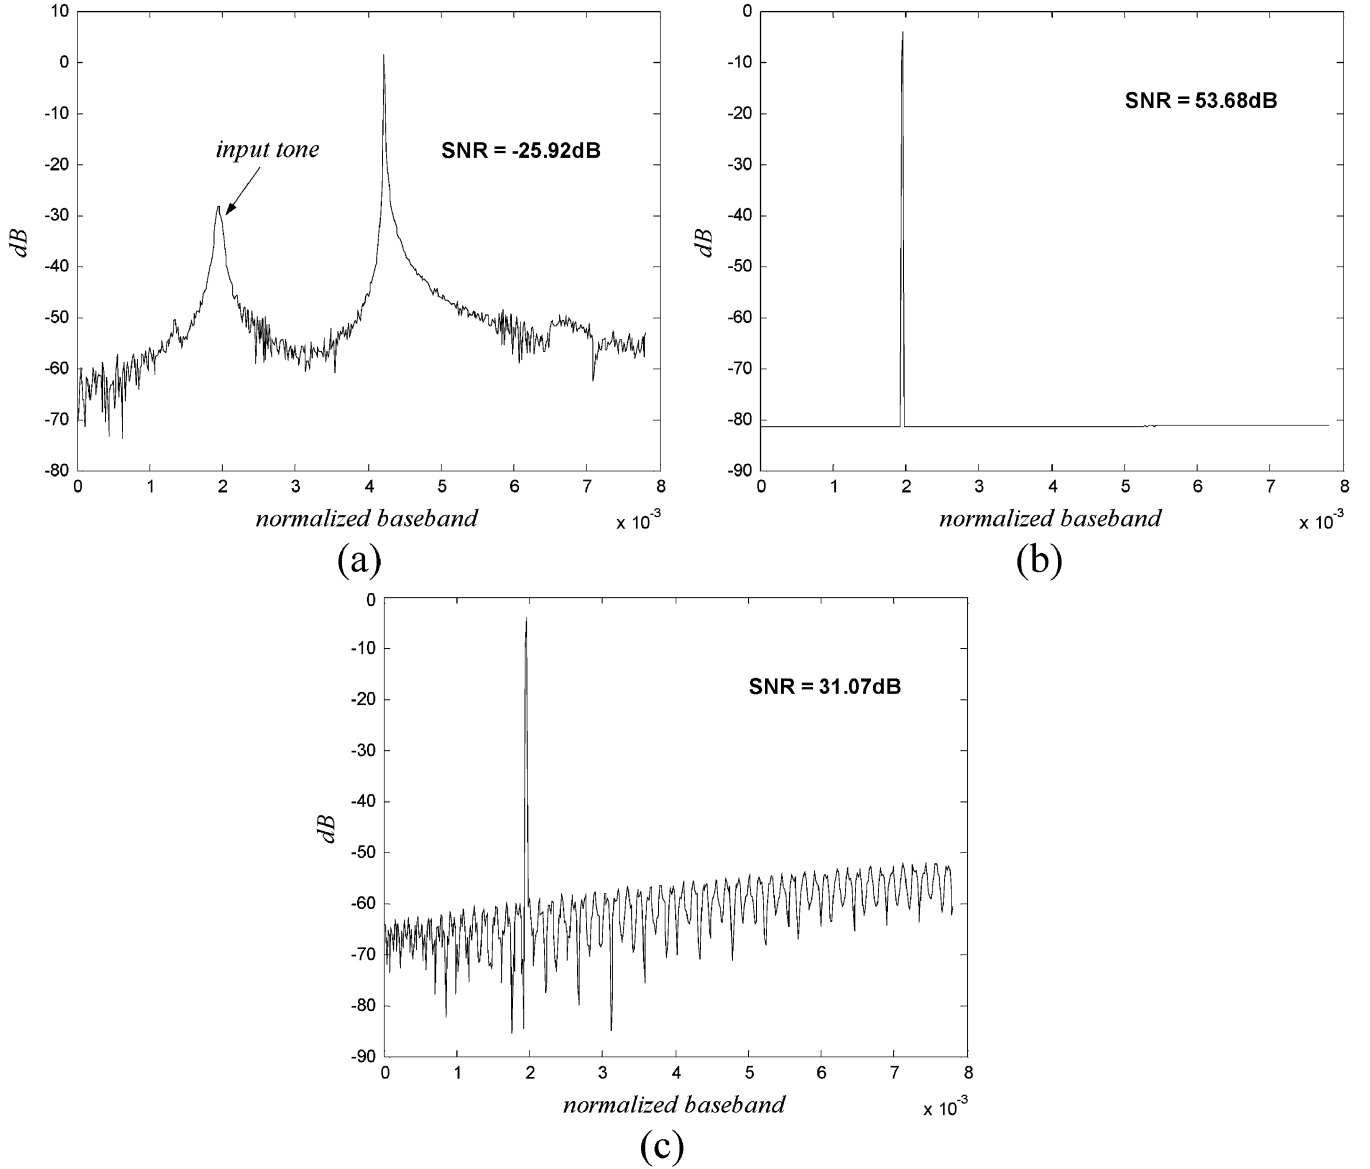 10
0
-10
-20
-30
-40
-50
-60
-70
-80
dB
input tone
SNR = -25.92dB
0 1 2 3 4 5 6 7 8
normalized baseband
x 10-3
(a)
0
-10
-20
-30
-40
-50
-60
-70
-80
-90
dB
SNR = 53.68dB
0 1 2 3 4 5 6 7 8
normalized baseband
x 10-3
(b)
0
-10
-20
-30
-40
-50
-60
-70
-80
-90
dB
SNR = 31.07dB
0 1 2 3 4 5 6 7 8
normalized baseband
x 10-3
(c)